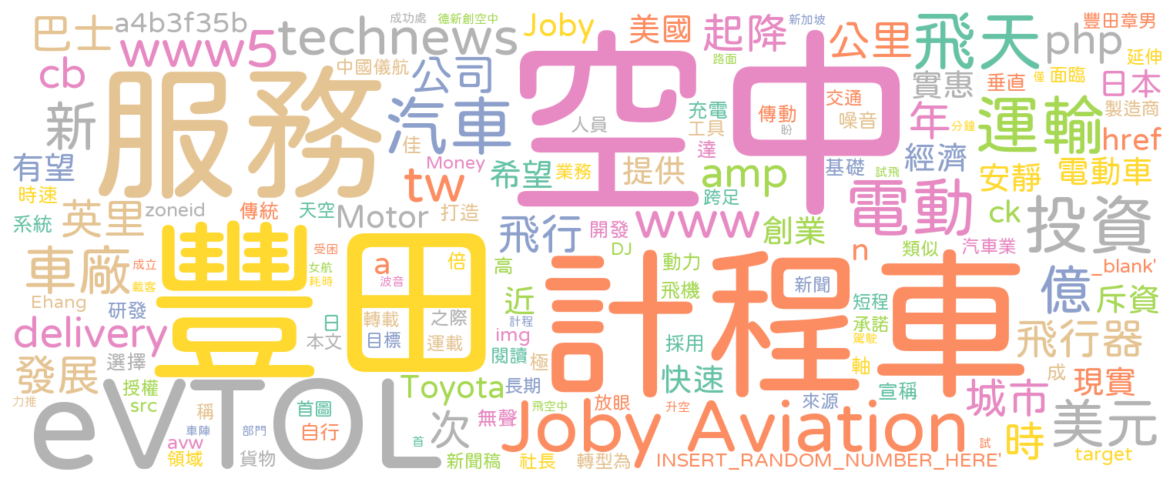 巴士
a4b3f35b
www5
technews
成功處
德新創空中
Joby
美國
起降
新加坡
路面
公里
飛天
php
豐田章男
延伸
cb
中國儀航
公司
實惠
垂直
僅
面臨
日本
服務
空中
新
汽車
佳
人員
充電
工具
傳動
盼
交通
噪音
年
運輸
製造商
href
分鐘
有望
時速
系統
英里
zoneid
傳統
天空
Motor
打造
tw
Money
希望
業務
提供
達
跨足
amp
基礎
經濟
試飛
安靜
電動車
電動
ck
投資
www
創業
飛行
開發
DJ
動力
飛機
n
類似
汽車業
_blank'
車廠
成立
載客
Ehang
研發
豐田
受困
女航
耗時
a
波音
倍
高
近
計程車
新聞
短程
承諾
駕駛
億
斥資
delivery
日
本文
轉載
目標
之際
運載
計程
img
閱讀
極
採用
快速
軸
宣稱
飛行器
成
現實
發展
選擇
授權
src
力推
Toyota
長期
城市
美元
eVTOL
稱
車陣
avw
領域
首圖
自行
部門
貨物
次
首
無聲
飛空中
放眼
升空
來源
Joby Aviation
試
時
target
新聞稿
社長
轉型為
INSERT_RANDOM_NUMBER_HERE'